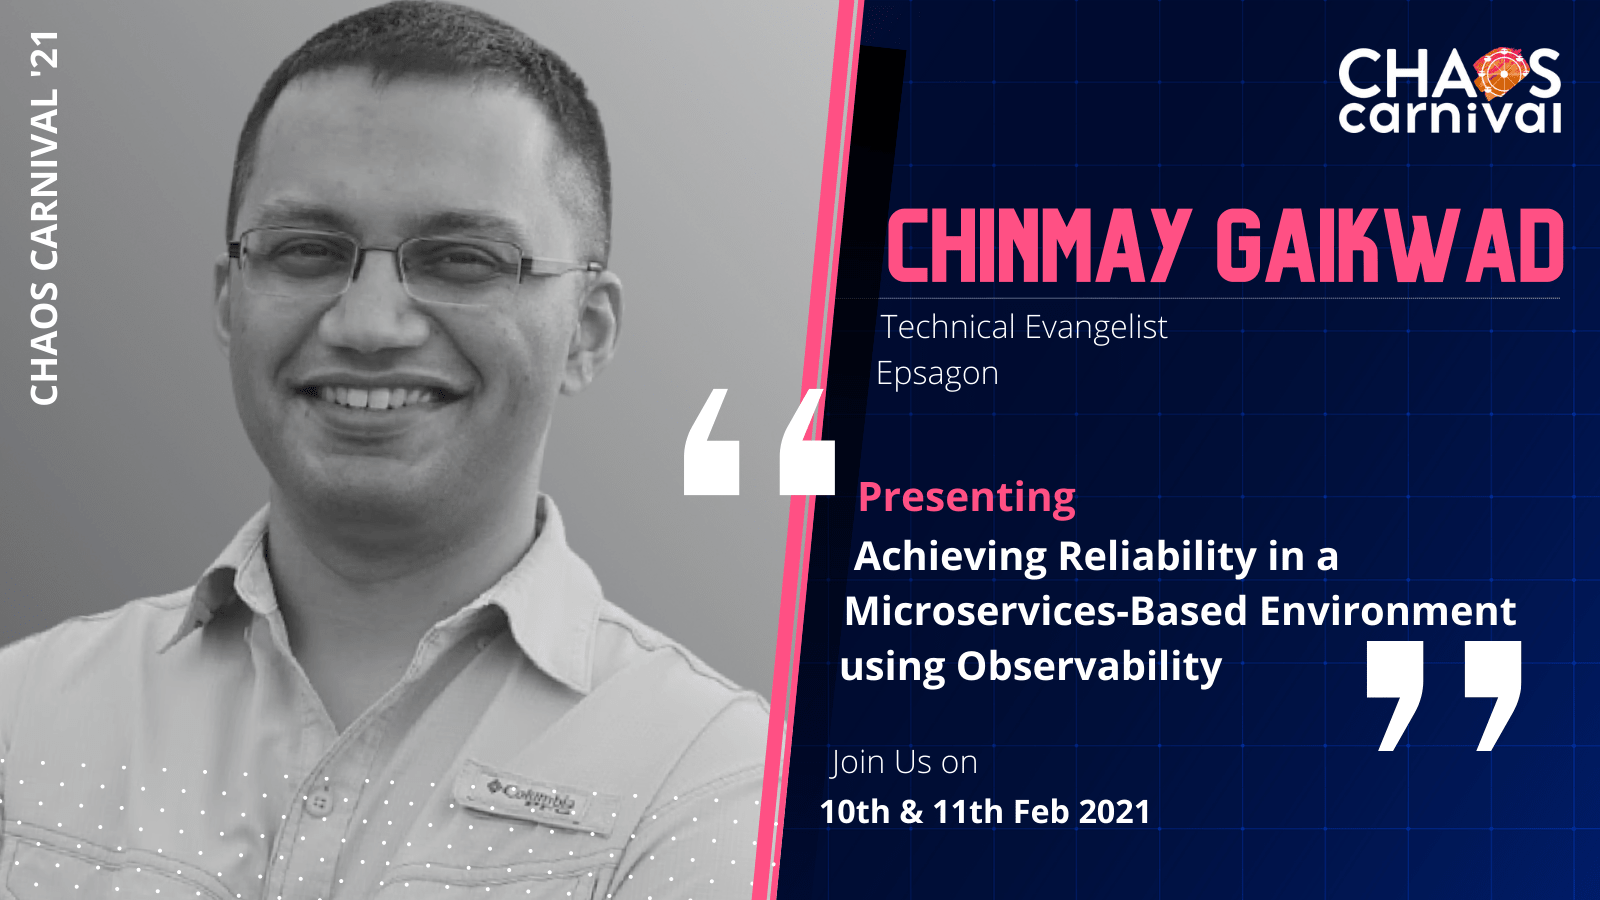 CHAOS CARNIVAL '21
CHAOS
carnival
CHINMAY GAIKWAD
Technical Evangelist
Epsagon
“
Presenting
Achieving Reliability in a
Microservices-Based Environment
using Observability
”
Join Us on
10th & 11th Feb 2021
Columbia